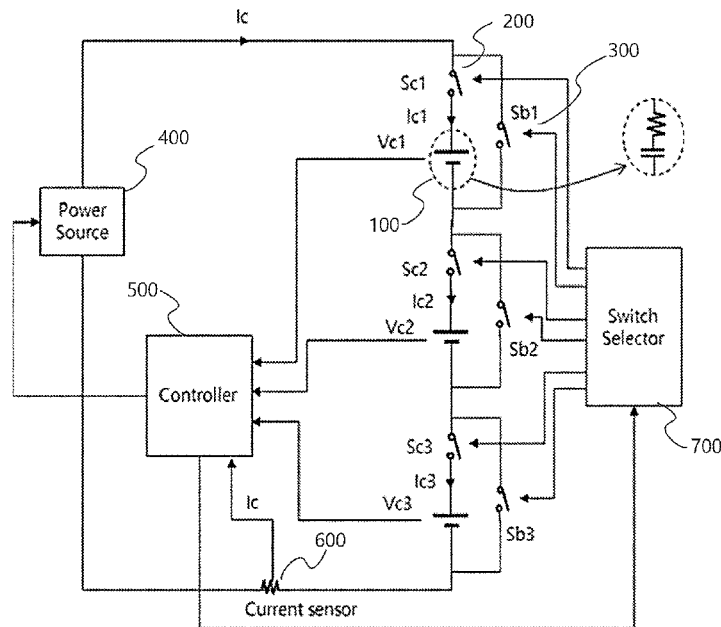 Ic
200
Sc1
Sb1
300
Ic1
Vc1
400
Power
Source
100
Sc2
Ic2
500
Switch
Selector
Vc2
Sb2
Controller
Sc3
700
Ic3
Ic
Vc3
Sb3
600
Current sensor